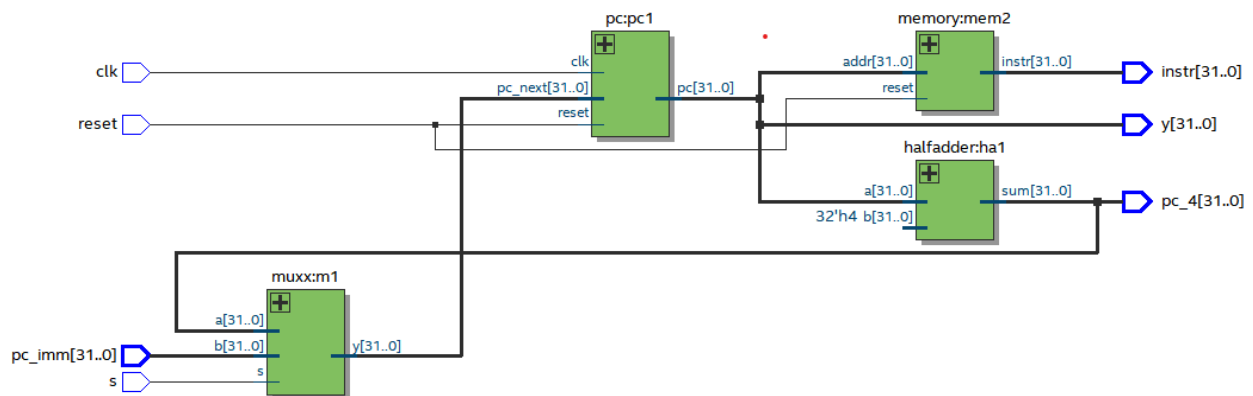 pc:pc1
memory:mem2
clk
clk
addr[31..0]
instr[31..0]
instr[31..0]
pc_next[31..0]
pc[31..0]
reset
reset
reset
y[31..0]
halfadder:ha1
a[31..0]
sum[31..0]
pc_4[31..0]
32'h4 b[31..0]
muxx:m1
a[31..0]
pc_imm[31..0]
b[31..0]
y[31..0]
s
s